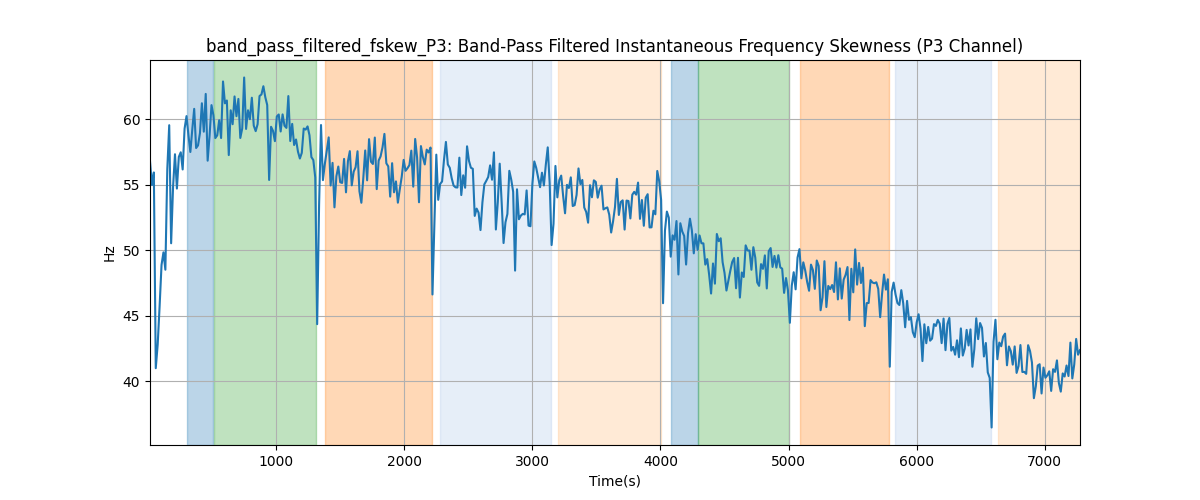 band_pass_filtered_fskew_P3: Band-Pass Filtered Instantaneous Frequency Skewness (P3 Channel)
60
55
50
45
40
Hz
1000 2000 3000 4000 5000 6000 7000
Time(s)